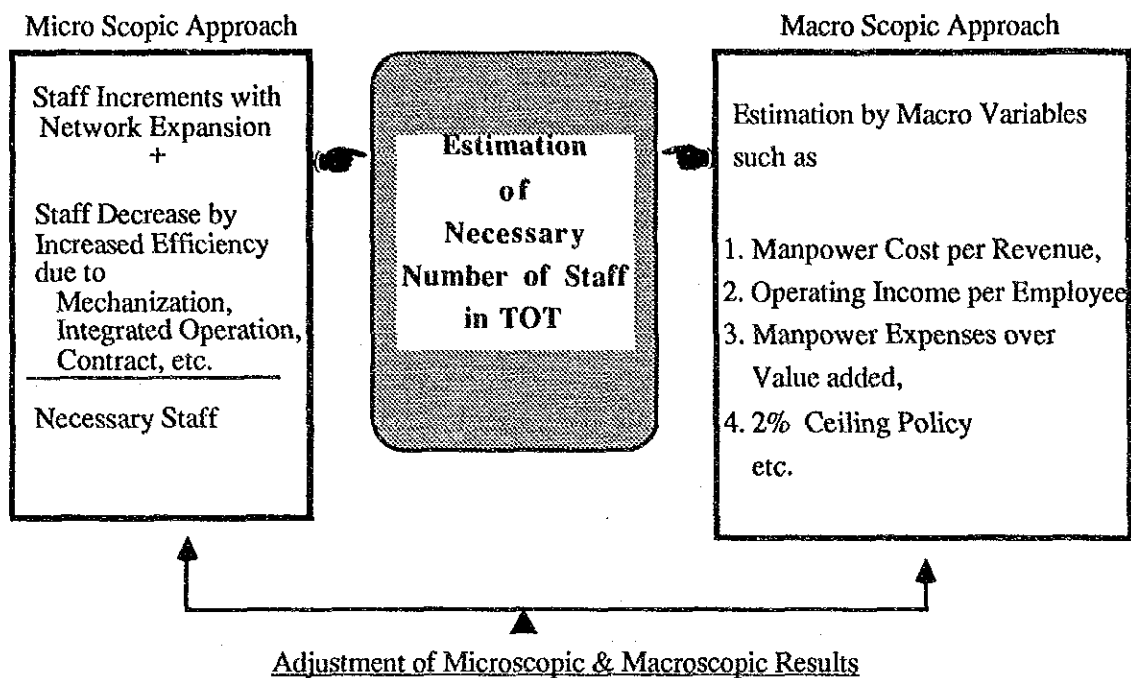 Micro Scopic Approach
Staff Increments with
Network Expansion
+
Staff Decrease by
Increased Efficiency
due to
Mechanization,
Integrated Operation,
Contract, etc.
Necessary Staff
Estimation
of
Necessary
Number of Staff
in TOT
Macro Scopic Approach
Estimation by Macro Variables
such as
1. Manpower Cost per Revenue,
2. Operating Income per Employee
3. Manpower Expenses over
Value added,
4. 2% Ceiling Policy
etc.
Adjustment of Microscopic & Macroscopic Results